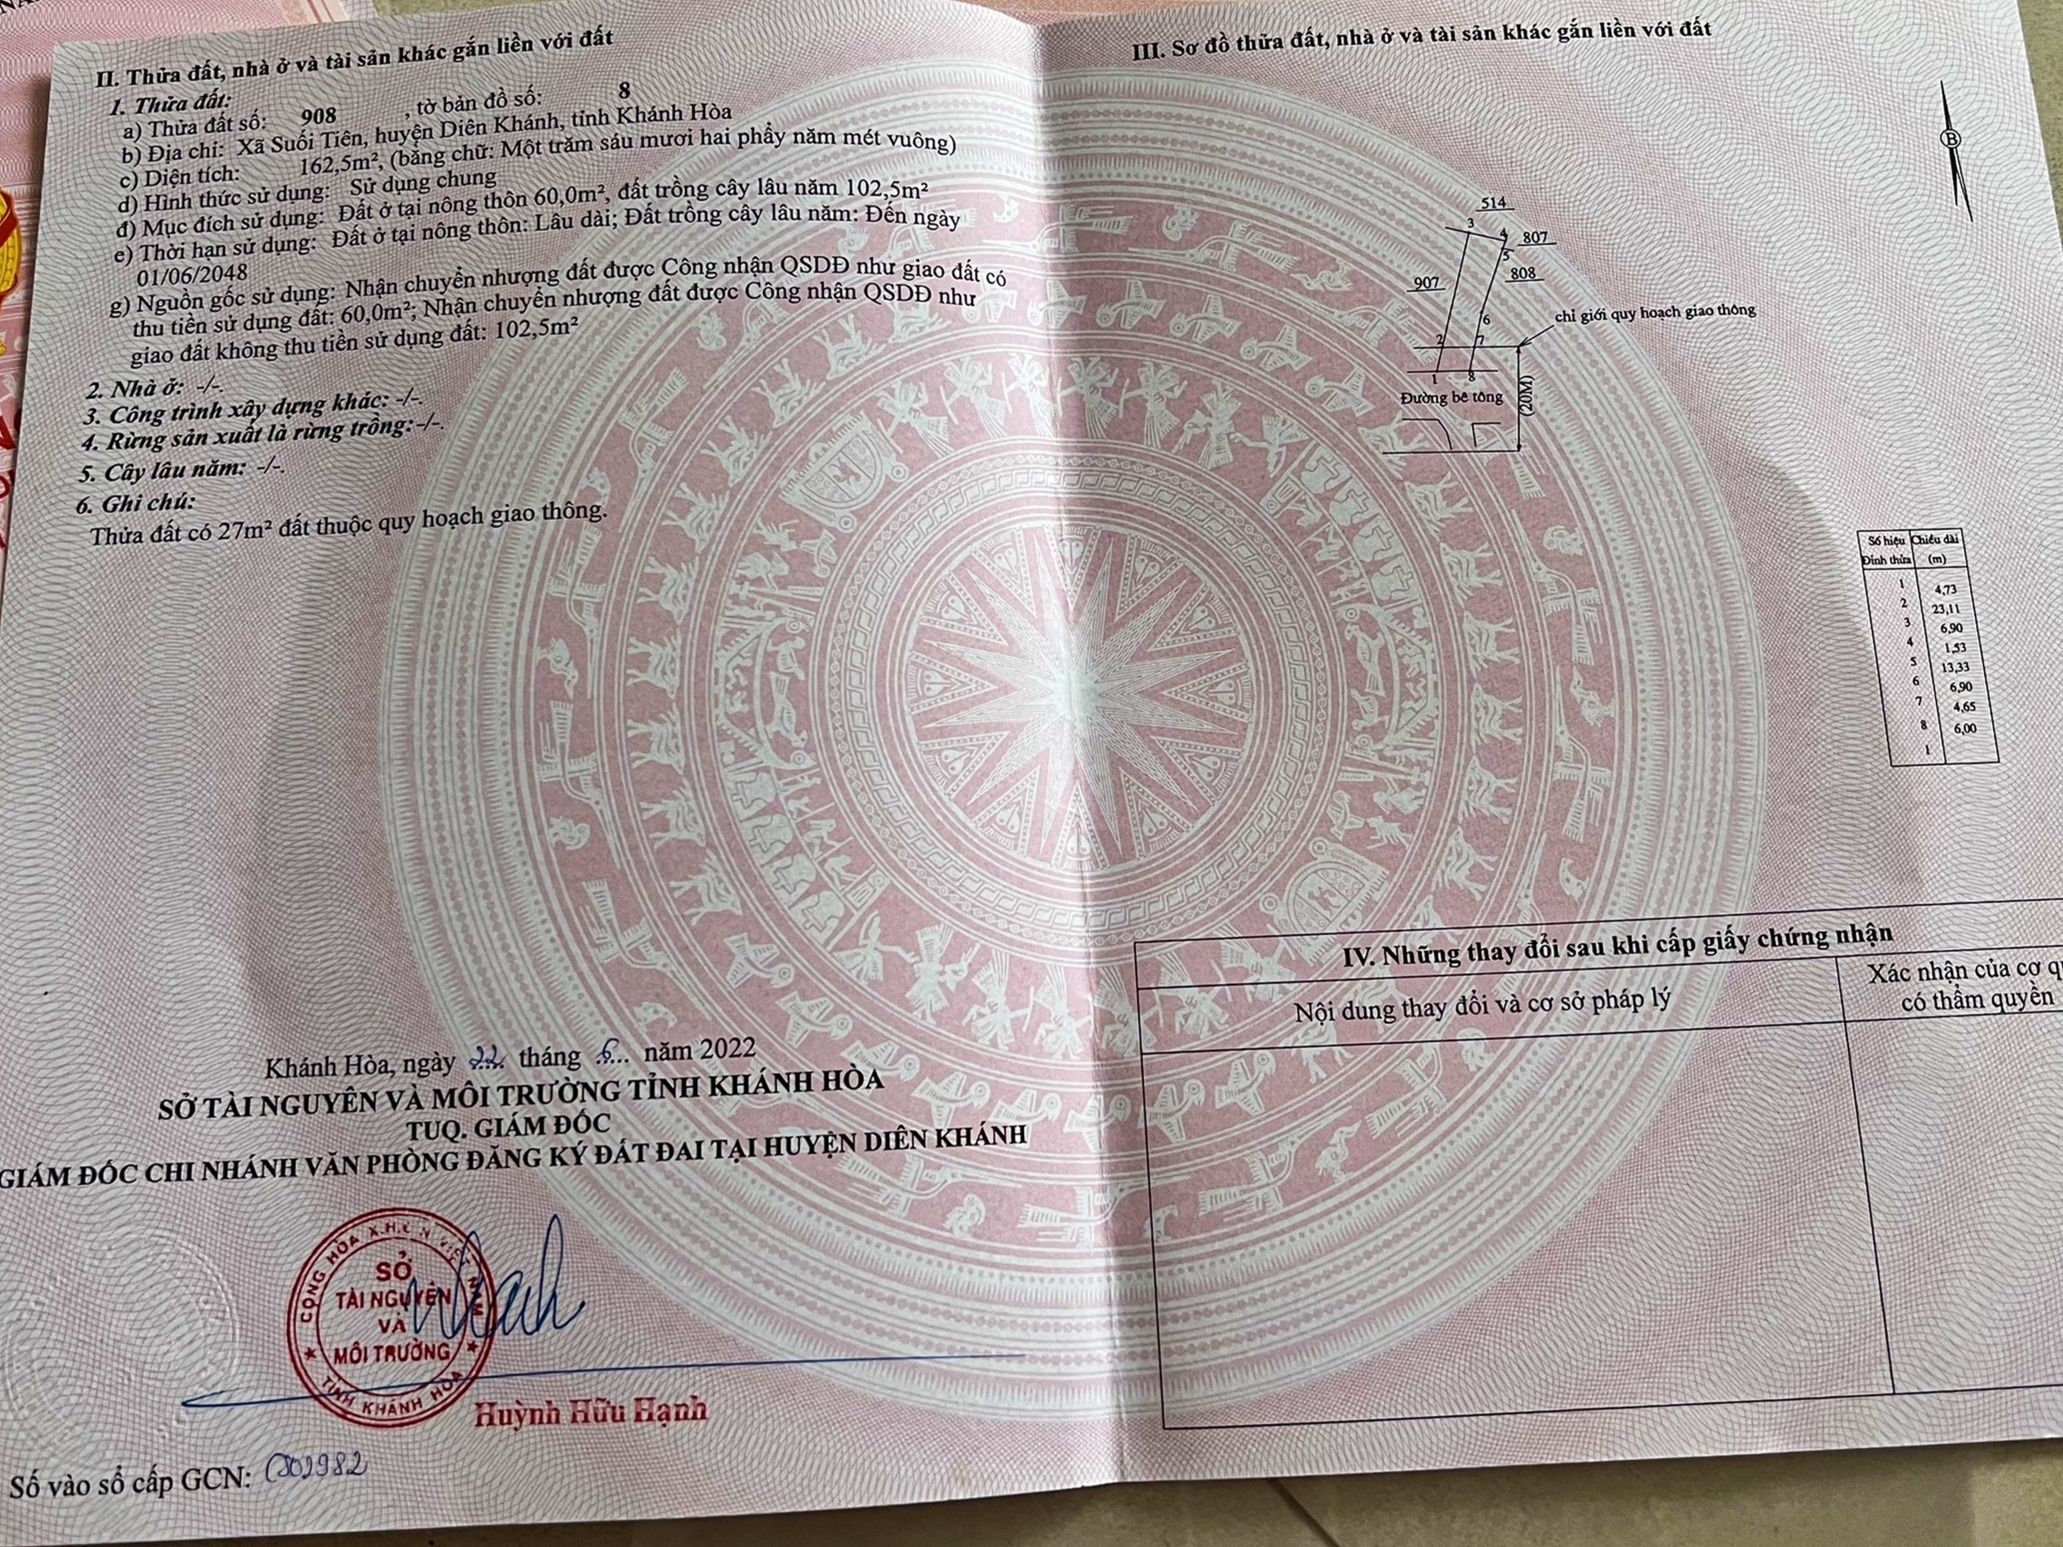 II. Thửa đất, nhà ở và tài sản khác gắn liền với đất
1. Thửa đất:
a) Thửa đất số: 908 , tờ bản đồ số: 8
b) Địa chỉ: Xã Suối Tiên, huyện Diên Khánh, tỉnh Khánh Hòa
c) Diện tích: 162,5m², (bằng chữ: Một trăm sáu mươi hai phẩy năm mét vuông)
d) Hình thức sử dụng: Sử dụng chung
đ) Mục đích sử dụng: Đất ở tại nông thôn 60,0m², đất trồng cây lâu năm 102,5m²
e) Thời hạn sử dụng: Đất ở tại nông thôn: Lâu dài; Đất trồng cây lâu năm: Đến ngày
01/06/2048
g) Nguồn gốc sử dụng: Nhận chuyển nhượng đất được Công nhận QSDĐ như giao đất có
thu tiền sử dụng đất: 60,0m²; Nhận chuyển nhượng đất được Công nhận QSDĐ như
giao đất không thu tiền sử dụng đất: 102,5m²
2. Nhà ở: -/-.
3. Công trình xây dựng khác: -/-.
4. Rừng sản xuất là rừng trồng:-/-.
5. Cây lâu năm: -/-.
6. Ghi chú:
Thửa đất có 27m² đất thuộc quy hoạch giao thông.
Khánh Hòa, ngày 22 tháng 6 năm 2022
SỞ TÀI NGUYÊN VÀ MÔI TRƯỜNG TỈNH KHÁNH HÒA
TUQ. GIÁM ĐỐC
GIÁM ĐỐC CHI NHÁNH VĂN PHÒNG ĐĂNG KÝ ĐẤT ĐAI TẠI HUYỆN DIÊN KHÁNH
CỘNG HÒA X.H.C.N VIỆT NAM
SỞ
TÀI NGUYÊN
VÀ
MÔI TRƯỜNG
TỈNH KHÁNH HÒA
Huỳnh Hữu Hạnh
Số vào sổ cấp GCN:
III. Sơ đồ thửa đất, nhà ở và tài sản khác gắn liền với đất
B
514
3
4
807
5
808
907
6
chỉ giới quy hoạch giao thông
2
7
1
8
Đường bê tông
(20M)
Số hiệu Chiều dài
Đỉnh thửa (m)
1
4,73
2
23,11
3
6,90
4
1,53
5
13,33
6
6,90
7
4,65
8
6,00
1
IV. Những thay đổi sau khi cấp giấy chứng nhận
Nội dung thay đổi và cơ sở pháp lý
Xác nhận của cơ
có thẩm quyền